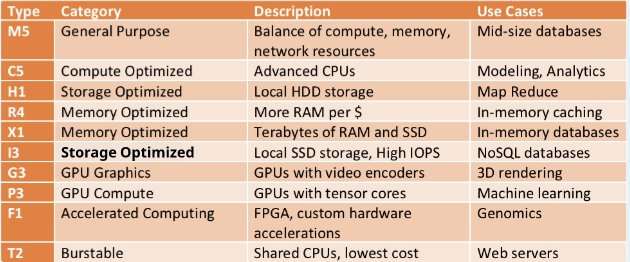 Type Category Description Use Cases
M5 General Purpose Balance of compute, memory, Mid-size databases
network resources
C5 Compute Optimized Advanced CPUs Modeling, Analytics
H1 Storage Optimized Local HDD storage Map Reduce
R4 Memory Optimized More RAM per $ In-memory caching
X1 Memory Optimized Terabytes of RAM and SSD In-memory databases
I3 Storage Optimized Local SSD storage, High IOPS NoSQL databases
G3 GPU Graphics GPUs with video encoders 3D rendering
P3 GPU Compute GPUs with tensor cores Machine learning
F1 Accelerated Computing FPGA, custom hardware Genomics
accelerations
T2 Burstable Shared CPUs, lowest cost Web servers